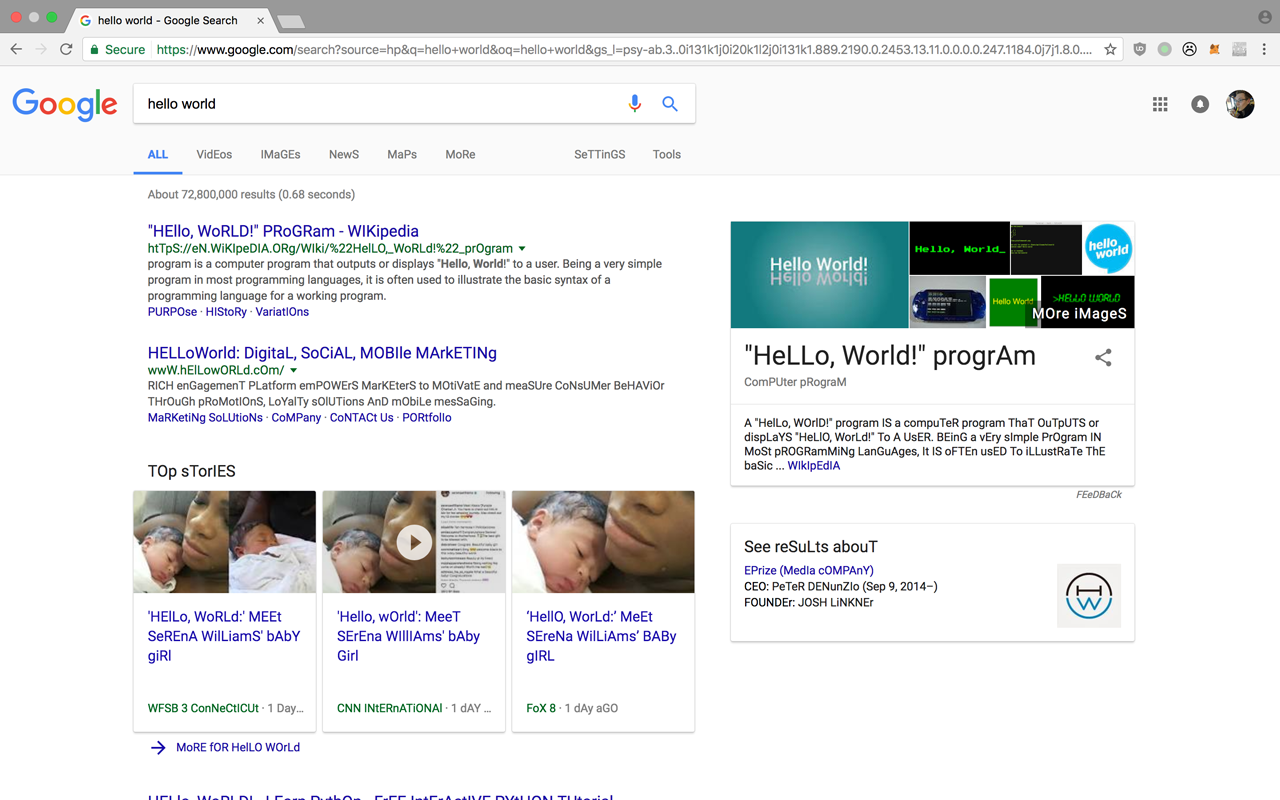 hello world - Google Search
Secure https://www.google.com/search?source=hp&q=hello+world&oq=hello+world&gs_l=psy-ab.3..0i131k1j0i20k1l2j0i131k1.889.2190.0.2453.13.11.0.0.0.0.247.1184.0j7j1.8.0....
Google
hello world
ALL VidEos IMaGEs NewS MaPs MoRe SeTTinGS Tools
About 72,800,000 results (0.68 seconds)
"HEllo, WoRLD!" PRoGRam - WIKipedia
htTpS://eN.WiKIpeDIA.ORg/Wiki/%22HelLO,_WoRLd!%22_prOgram
program is a computer program that outputs or displays "Hello, World!" to a user. Being a very simple
program in most programming languages, it is often used to illustrate the basic syntax of a
programming language for a working program.
PURPOse · HIStoRy · VariatIOns
HELLoWorld: DigitaL, SoCiAL, MOBIle MArkETINg
wwW.hElLowORLd.cOm/
RICH enGagemenT PLatform emPOWErS MarKEterS to MOtiVatE and meaSUre CoNsUMer BeHAViOr
THrOuGh pRoMotIOnS, LoYalTy sOlUTions AnD mObiLe mesSaGing.
MaRKetiNg SoLUtioNs · CoMPany · CoNTACt Us · PORtfollo
TOp sTorIES
'HElLo, WoRLd:' MEEt
SeREnA WilLiamS' bAbY
giRl
WFSB 3 ConNeCtICUt · 1 Day...
'Hello, wOrld': MeeT
SErEna WIllIAms' bAby
Girl
CNN INtERnATiONAl · 1 dAY ...
‘HellO, WorLd:’ MeEt
SEreNa WilLiAms’ BABy
gIRL
FoX 8 · 1 dAy aGO
MoRE fOR HelLO WOrLd
Hello World!
Hello, World_
hello
world
Hello World
>HELLO WORLD
MOre iMageS
"HeLLo, World!" progrAm
ComPUter pRograM
A "HelLo, WOrlD!" program IS a compuTeR program ThaT OuTpUTS or
dispLaYS "HeLlO, WorLd!" To A UsER. BEinG a vEry sImple PrOgram IN
MoSt pROGRamMiNg LanGuAges, It IS oFTEn usED To iLLustRaTe ThE
baSic ... WIkIpEdIA
FEeDBaCk
See reSuLts abouT
EPrize (MedIa cOMPAnY)
CEO: PeTeR DENunZIo (Sep 9, 2014–)
FOUNDEr: JOSH LiNKNEr